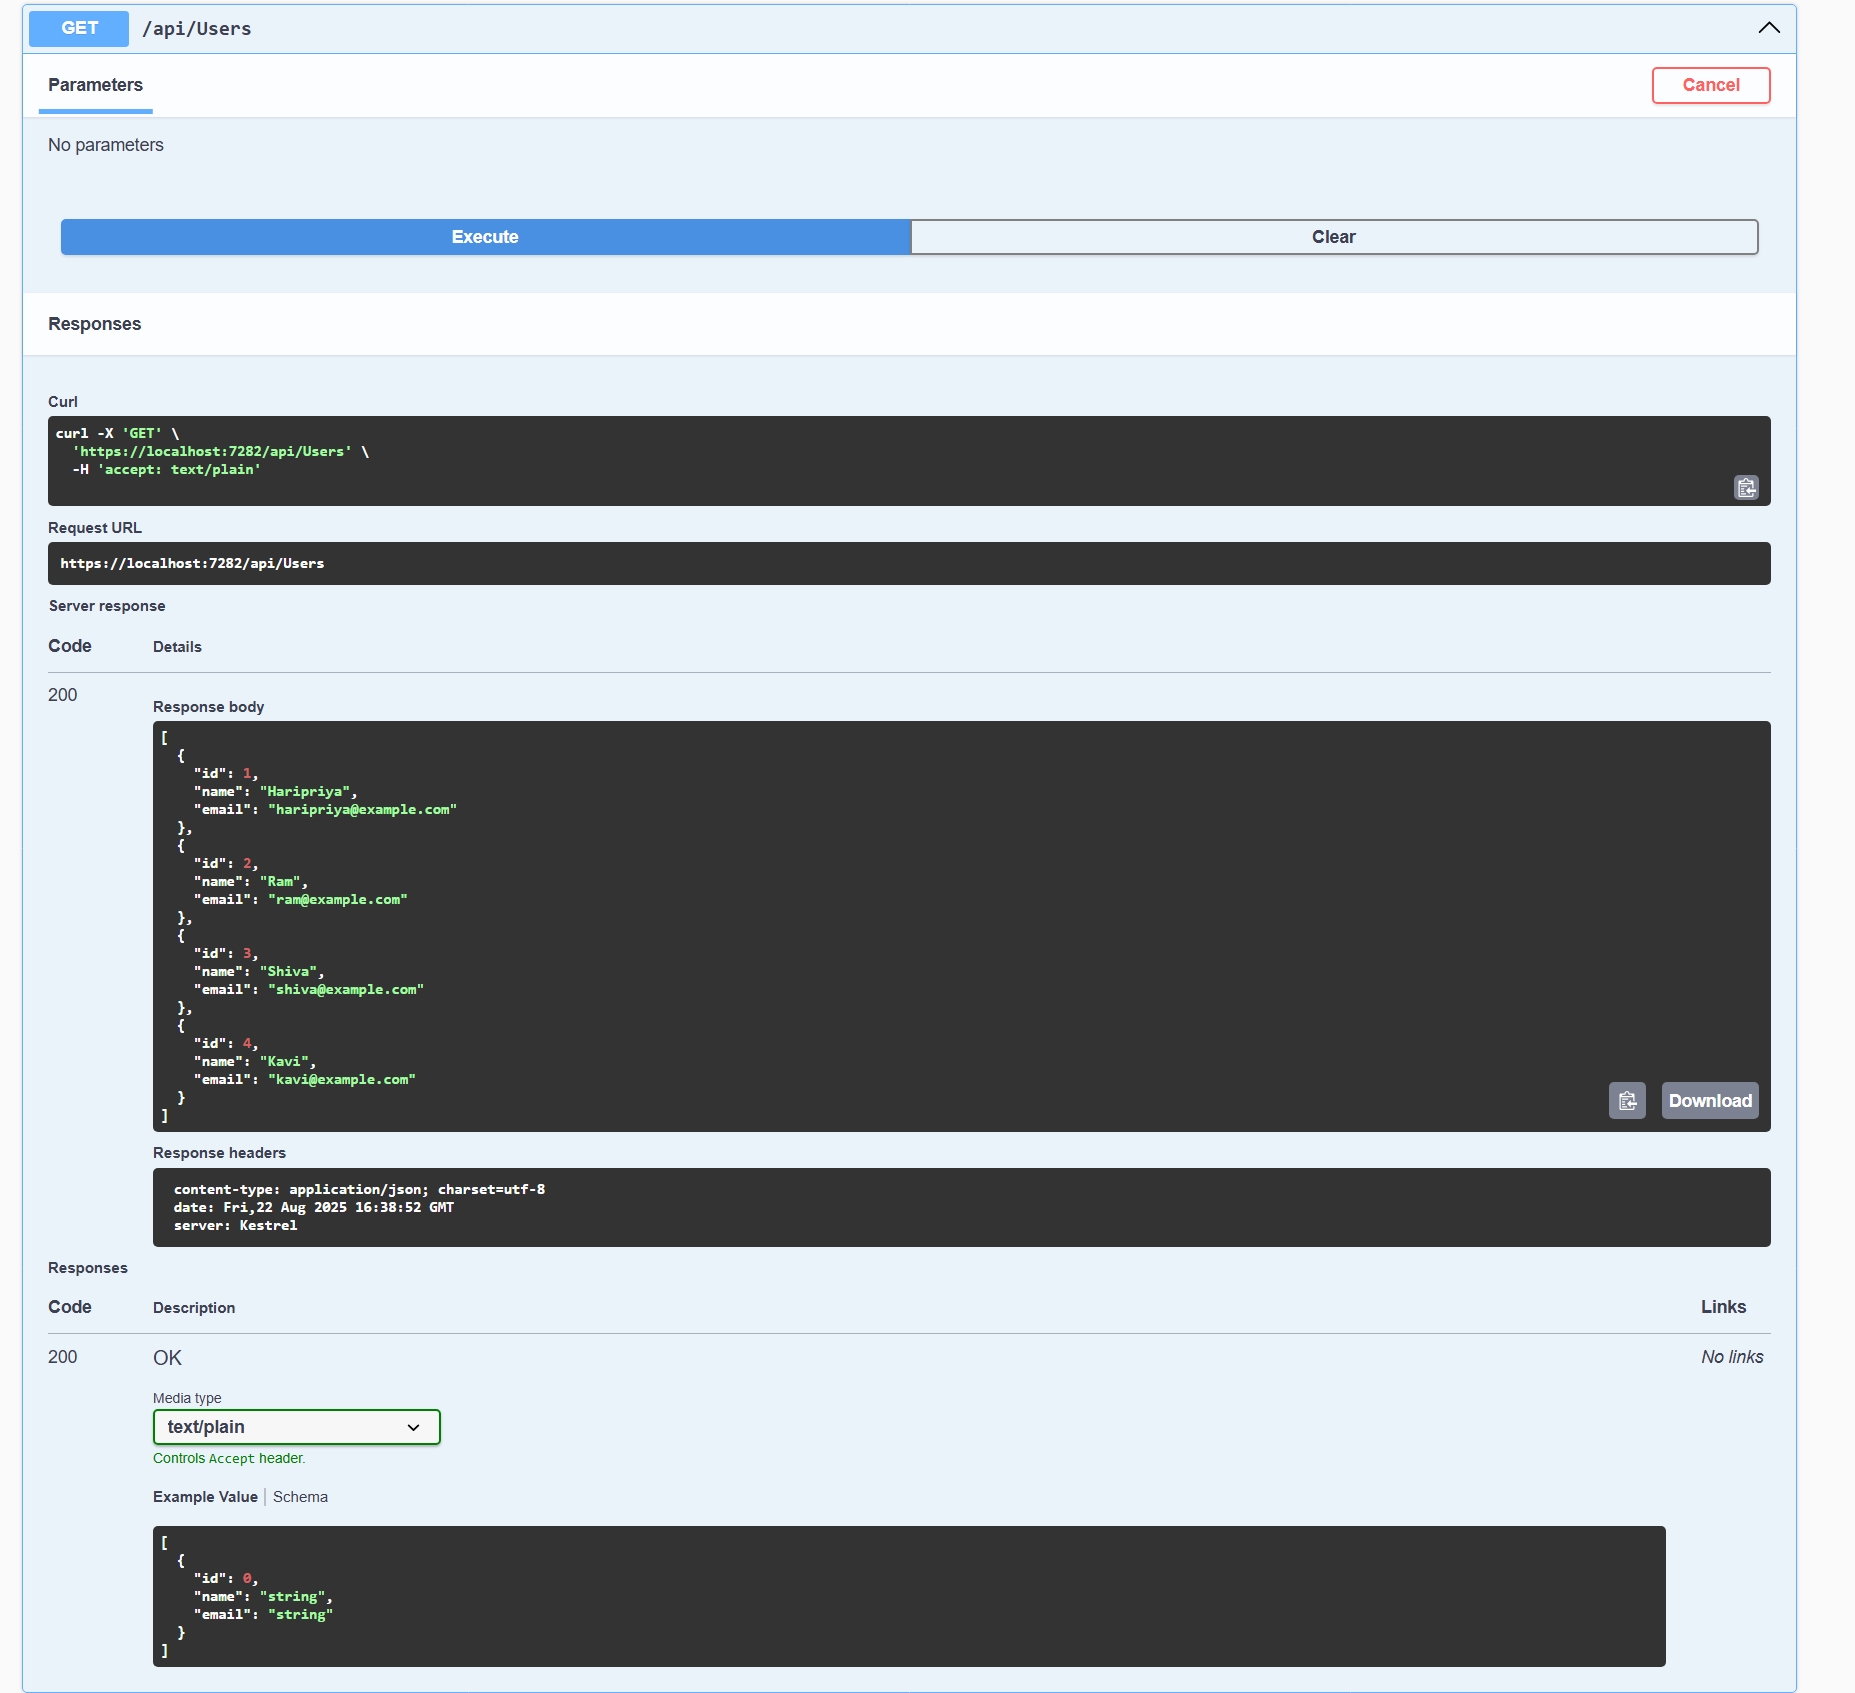 GET /api/Users
Parameters
Cancel
No parameters
Execute
Clear
Responses
Curl
curl -X 'GET' \
  'https://localhost:7282/api/Users' \
  -H 'accept: text/plain'
Request URL
https://localhost:7282/api/Users
Server response
Code Details
200
Response body
[
  {
    "id": 1,
    "name": "Haripriya",
    "email": "haripriya@example.com"
  },
  {
    "id": 2,
    "name": "Ram",
    "email": "ram@example.com"
  },
  {
    "id": 3,
    "name": "Shiva",
    "email": "shiva@example.com"
  },
  {
    "id": 4,
    "name": "Kavi",
    "email": "kavi@example.com"
  }
]
Download
Response headers
content-type: application/json; charset=utf-8
date: Fri,22 Aug 2025 16:38:52 GMT
server: Kestrel
Responses
Code Description Links
200 OK No links
Media type
text/plain
Controls Accept header.
Example Value | Schema
[
  {
    "id": 0,
    "name": "string",
    "email": "string"
  }
]